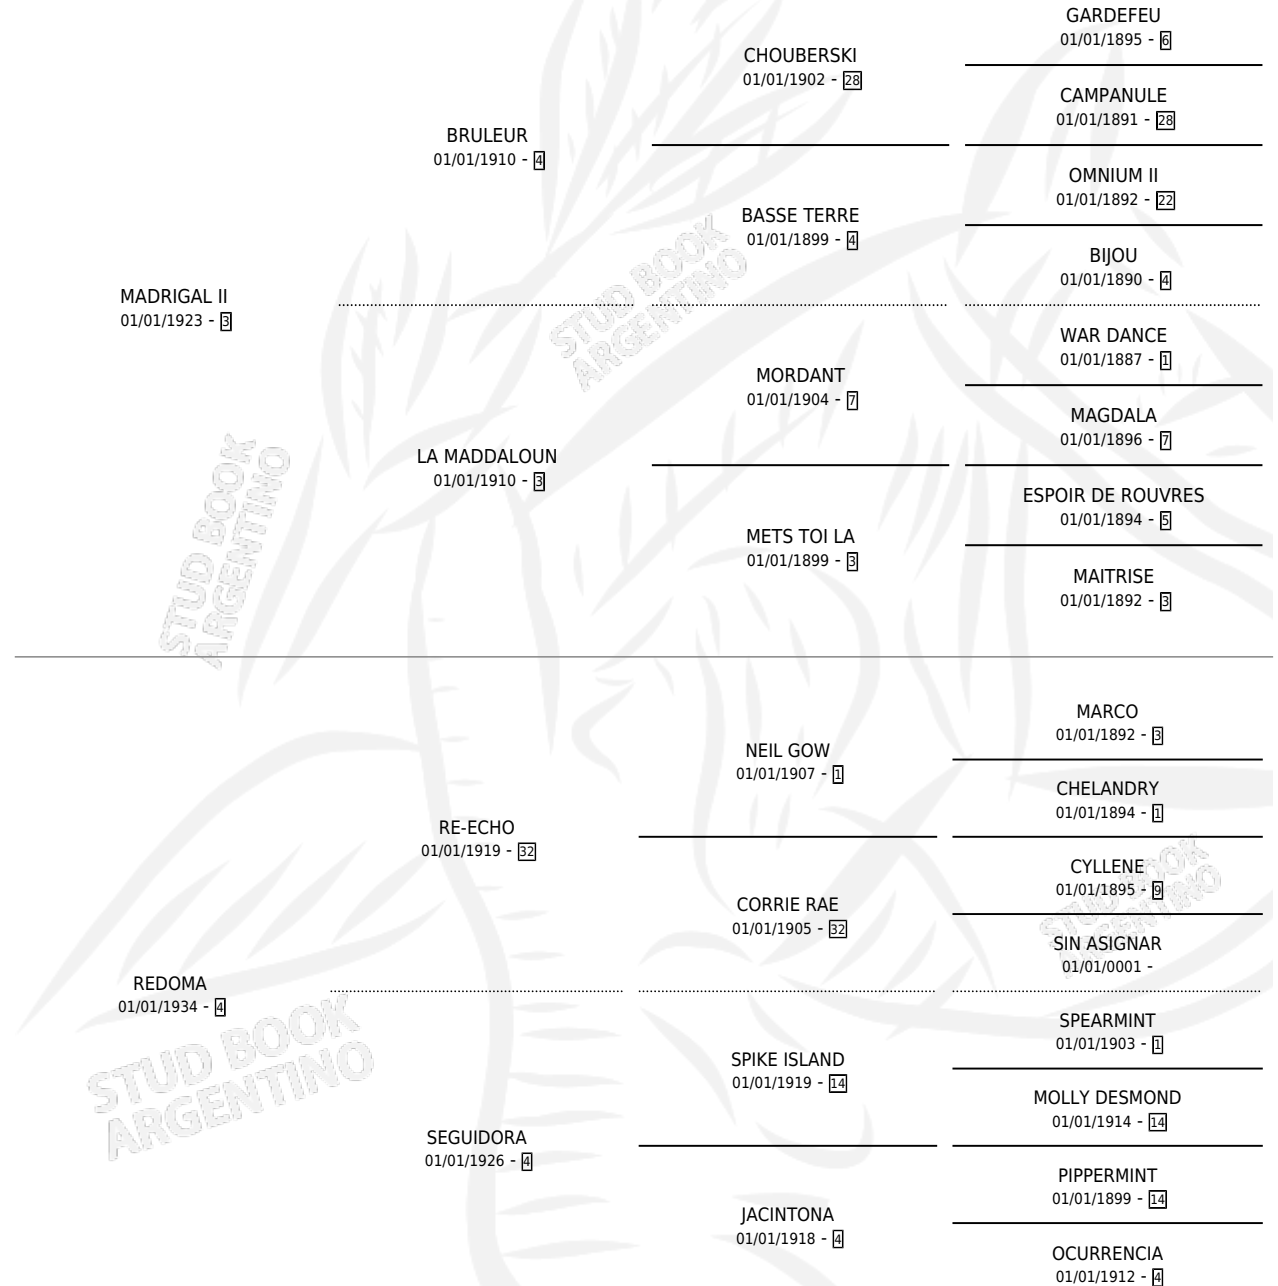 GARDEFEU
01/01/1895 - 6
CHOUBERSKI
01/01/1902 - 28
CAMPANULE
01/01/1891 - 28
BRULEUR
01/01/1910 - 4
OMNIUM II
01/01/1892 - 22
BASSE TERRE
01/01/1899 - 4
BIJOU
01/01/1890 - 4
MADRIGAL II
01/01/1923 - 3
WAR DANCE
01/01/1887 - 1
MORDANT
01/01/1904 - 7
MAGDALA
01/01/1896 - 7
LA MADDALOUN
01/01/1910 - 3
ESPOIR DE ROUVRES
01/01/1894 - 5
METS TOI LA
01/01/1899 - 3
MAITRISE
01/01/1892 - 3
STUD BOOK
ARGENTINO
STUD BOOK
ARGENTINO
MARCO
01/01/1892 - 3
NEIL GOW
01/01/1907 - 1
CHELANDRY
01/01/1894 - 1
RE-ECHO
01/01/1919 - 32
CYLLENE
01/01/1895 - 9
CORRIE RAE
01/01/1905 - 32
SIN ASIGNAR
01/01/0001 -
REDOMA
01/01/1934 - 4
SPEARMINT
01/01/1903 - 1
SPIKE ISLAND
01/01/1919 - 14
MOLLY DESMOND
01/01/1914 - 14
SEGUIDORA
01/01/1926 - 4
PIPPERMINT
01/01/1899 - 14
JACINTONA
01/01/1918 - 4
OCURRENCIA
01/01/1912 - 4
STUD BOOK
ARGENTINO
STUD BOOK
ARGENTINO